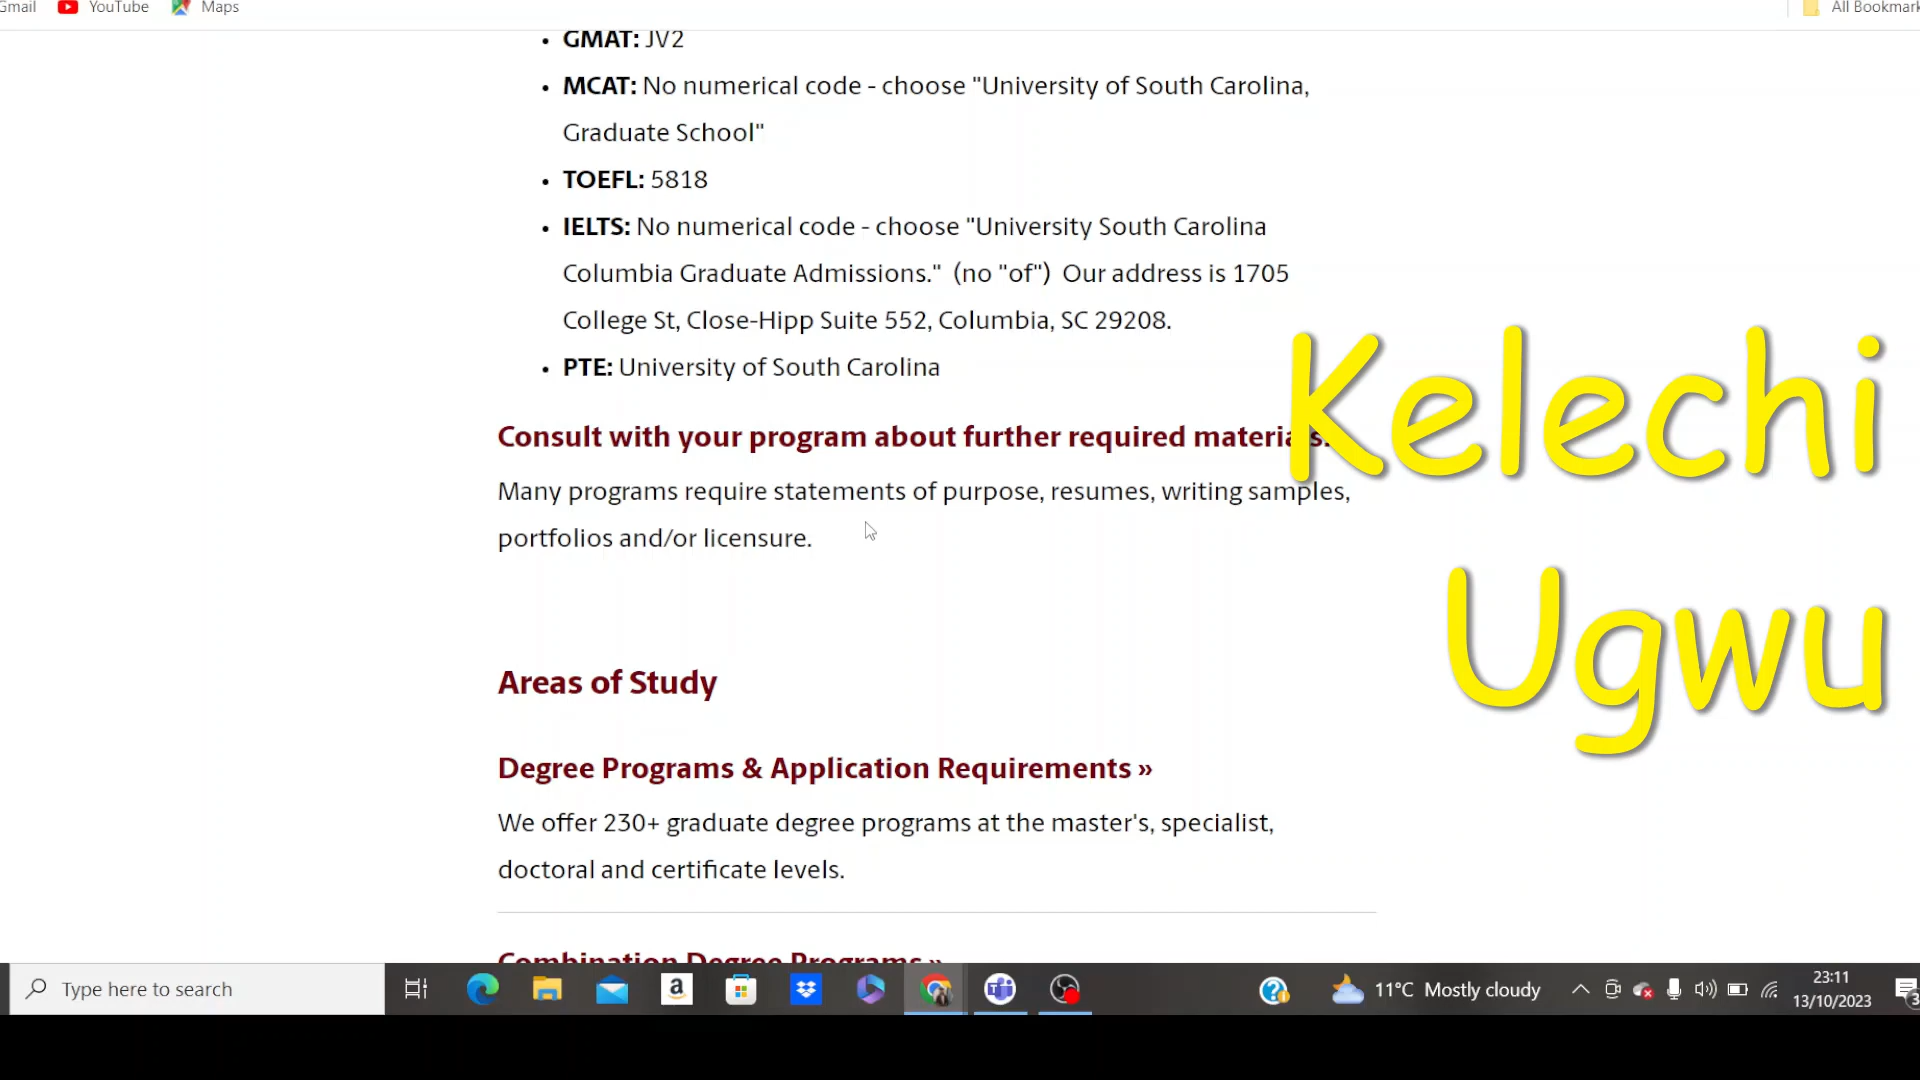 Gmail
YouTube
Maps
All Bookmark
• GMAT: JV2
• MCAT: No numerical code - choose "University of South Carolina,
Graduate School"
• TOEFL: 5818
• IELTS: No numerical code - choose "University South Carolina
Columbia Graduate Admissions." (no "of") Our address is 1705
College St, Close-Hipp Suite 552, Columbia, SC 29208.
• PTE: University of South Carolina
Consult with your program about further required materials.
Many programs require statements of purpose, resumes, writing samples,
portfolios and/or licensure.
Kelechi
Ugwu
Areas of Study
Degree Programs & Application Requirements »
We offer 230+ graduate degree programs at the master's, specialist,
doctoral and certificate levels.
Combination Degree Programs »
Type here to search
11°C Mostly cloudy
23:11
13/10/2023
3